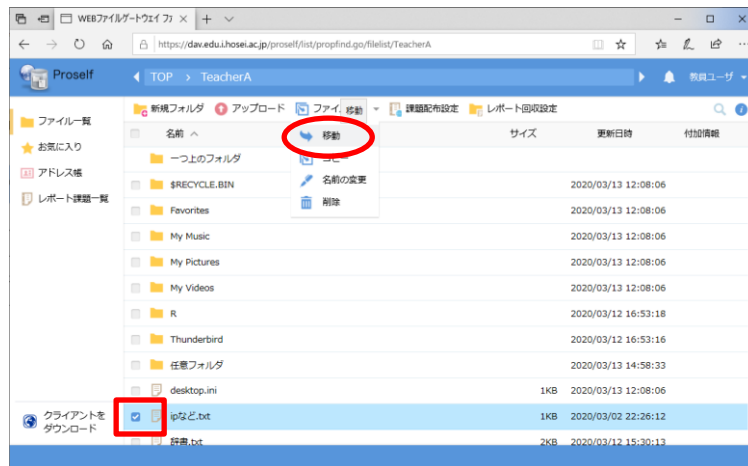 WEBファイルゲートウェイ ファ
https://dav.edu.i.hosei.ac.jp/proself/list/propfind.go/filelist/TeacherA
Proself
TOP > TeacherA
教員ユーザ
新規フォルダ アップロード ファイ 移動 課題配布設定 レポート回収設定
ファイル一覧
お気に入り
アドレス帳
レポート課題一覧
名前 サイズ 更新日時 付加情報
移動
コピー
名前の変更
削除
一つ上のフォルダ
$RECYCLE.BIN 2020/03/13 12:08:06
Favorites 2020/03/13 12:08:06
My Music 2020/03/13 12:08:06
My Pictures 2020/03/13 12:08:06
My Videos 2020/03/13 12:08:06
R 2020/03/12 16:53:18
Thunderbird 2020/03/12 16:53:16
任意フォルダ 2020/03/13 14:58:33
desktop.ini 1KB 2020/03/13 12:08:06
ipなど.txt 1KB 2020/03/02 22:26:12
辞書.txt 2KB 2020/03/12 15:30:13
クライアントを
ダウンロード